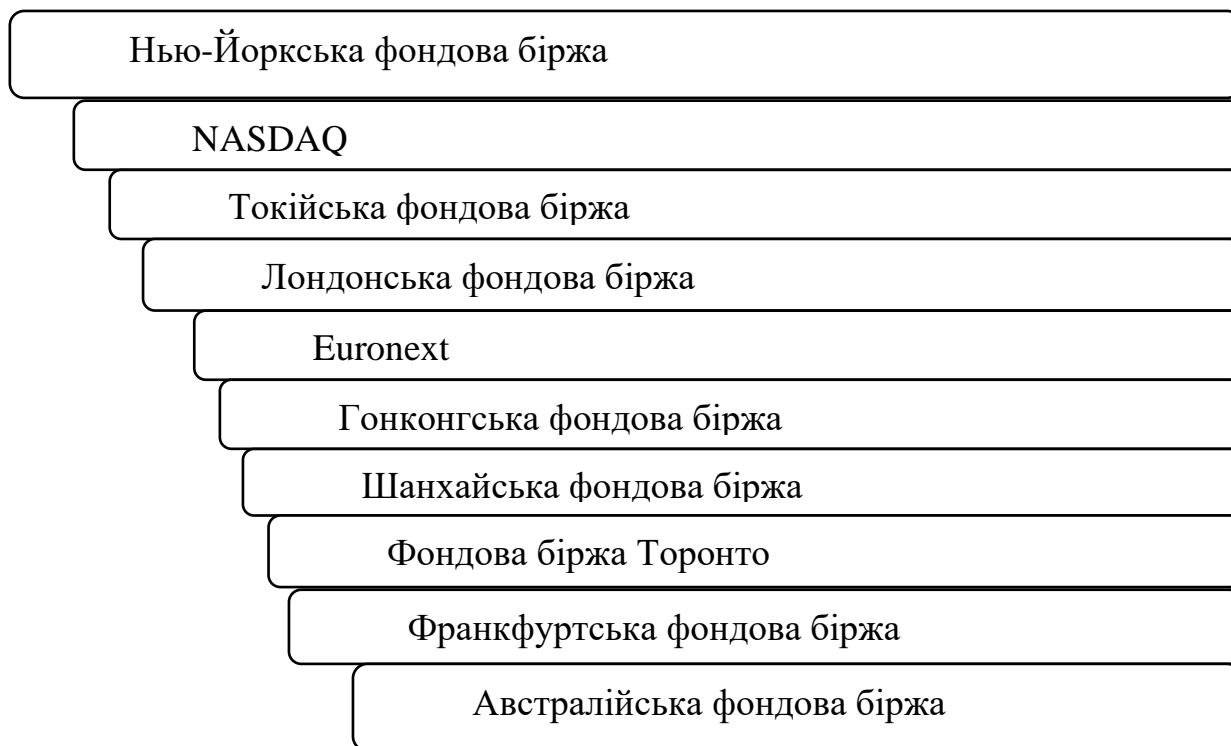 Нью-Йоркська фондова біржа
NASDAQ
Токійська фондова біржа
Лондонська фондова біржа
Euronext
Гонконгська фондова біржа
Шанхайська фондова біржа
Фондова біржа Торонто
Франкфуртська фондова біржа
Австралійська фондова біржа